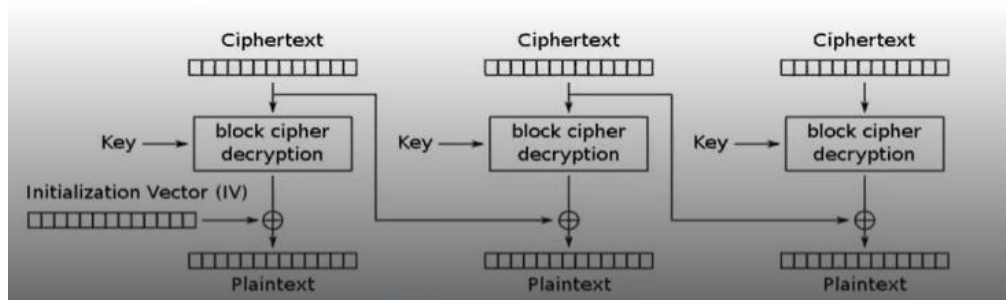 Ciphertext
Ciphertext
Ciphertext
Key
block cipher
decryption
Key
block cipher
decryption
Key
block cipher
decryption
Initialization Vector (IV)
Plaintext
Plaintext
Plaintext